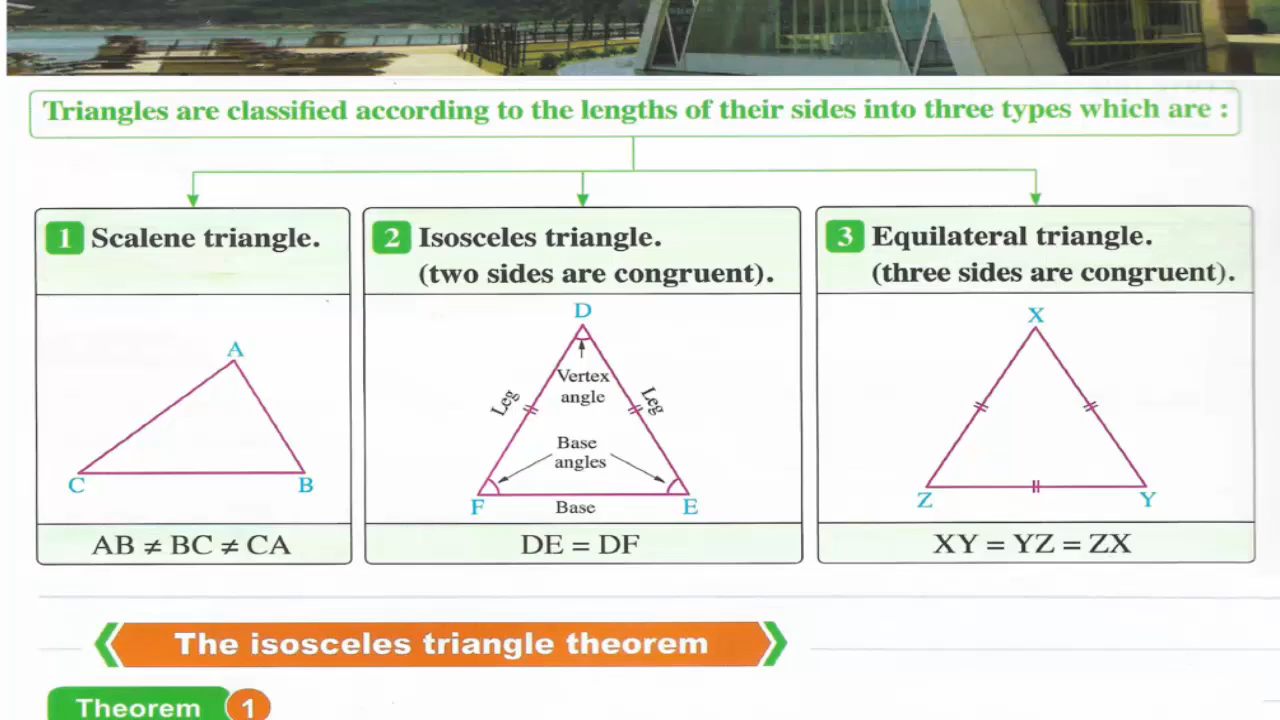 Triangles are classified according to the lengths of their sides into three types which are :
1 Scalene triangle.
A
C
B
AB ≠ BC ≠ CA
2 Isosceles triangle.
(two sides are congruent).
D
Vertex
angle
Leg
Leg
Base
angles
F
Base
E
DE = DF
3 Equilateral triangle.
(three sides are congruent).
X
Z
Y
XY = YZ = ZX
The isosceles triangle theorem
Theorem 1